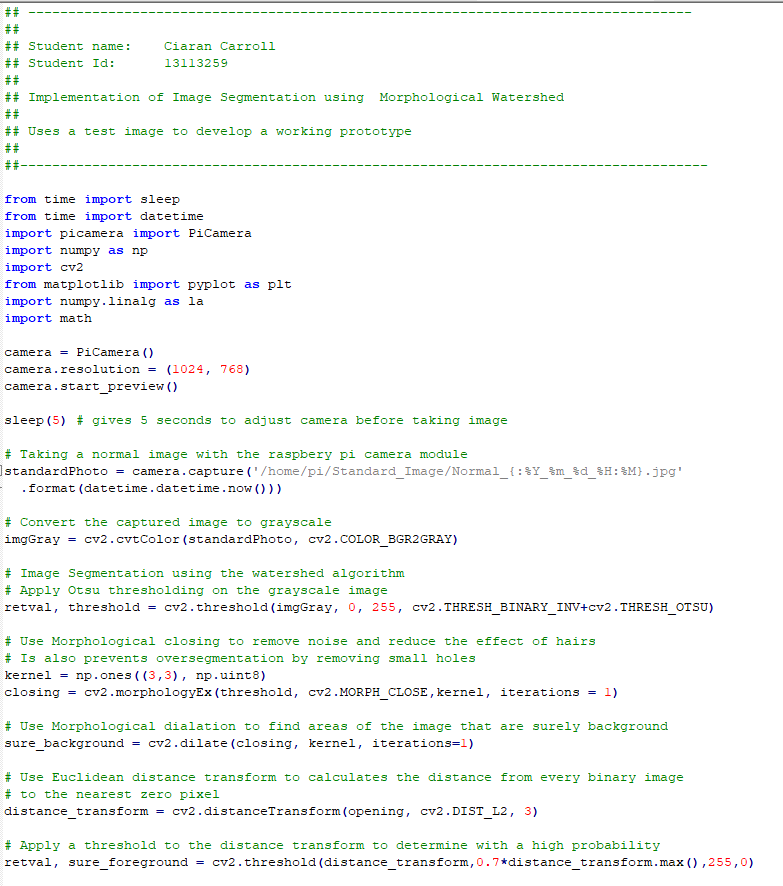 ## -----------------------------------------------------------------------------------
##
## Student name:    Ciaran Carroll
## Student Id:      13113259
##
## Implementation of Image Segmentation using  Morphological Watershed
##
## Uses a test image to develop a working prototype
##
##--------------------------------------------------------------------------------------
from time import sleep
from time import datetime
import picamera import PiCamera
import numpy as np
import cv2
from matplotlib import pyplot as plt
import numpy.linalg as la
import math
camera = PiCamera()
camera.resolution = (1024, 768)
camera.start_preview()
sleep(5) # gives 5 seconds to adjust camera before taking image
# Taking a normal image with the raspbery pi camera module
standardPhoto = camera.capture('/home/pi/Standard_Image/Normal_{:%Y_%m_%d_%H:%M}.jpg'
  .format(datetime.datetime.now()))
# Convert the captured image to grayscale
imgGray = cv2.cvtColor(standardPhoto, cv2.COLOR_BGR2GRAY)
# Image Segmentation using the watershed algorithm
# Apply Otsu thresholding on the grayscale image
retval, threshold = cv2.threshold(imgGray, 0, 255, cv2.THRESH_BINARY_INV+cv2.THRESH_OTSU)
# Use Morphological closing to remove noise and reduce the effect of hairs
# Is also prevents oversegmentation by removing small holes
kernel = np.ones((3,3), np.uint8)
closing = cv2.morphologyEx(threshold, cv2.MORPH_CLOSE,kernel, iterations = 1)
# Use Morphological dialation to find areas of the image that are surely background
sure_background = cv2.dilate(closing, kernel, iterations=1)
# Use Euclidean distance transform to calculates the distance from every binary image
# to the nearest zero pixel
distance_transform = cv2.distanceTransform(opening, cv2.DIST_L2, 3)
# Apply a threshold to the distance transform to determine with a high probability
retval, sure_foreground = cv2.threshold(distance_transform,0.7*distance_transform.max(),255,0)